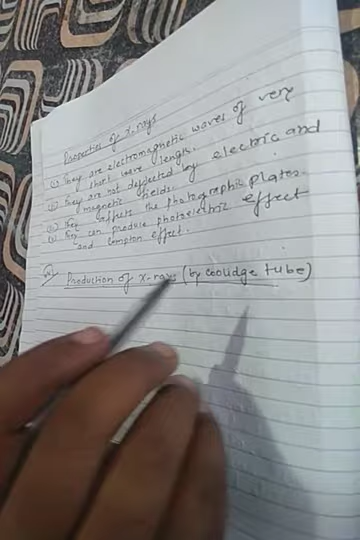 Properties of x-rays
(i) They are electromagnetic waves of very
short wave length.
(ii) They are not deflected by electric and
magnetic fields.
(iii) They affects the photographic plates.
(iv) They can produce photoelectric effect
and compton effect.
Production of X-rays (by coolidge tube)